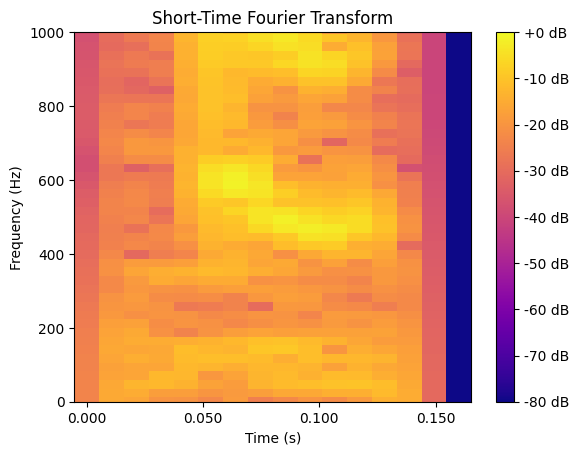 Short-Time Fourier Transform
1000
800
600
400
200
0
Frequency (Hz)
0.000
0.050
0.100
0.150
Time (s)
+0 dB
-10 dB
-20 dB
-30 dB
-40 dB
-50 dB
-60 dB
-70 dB
-80 dB